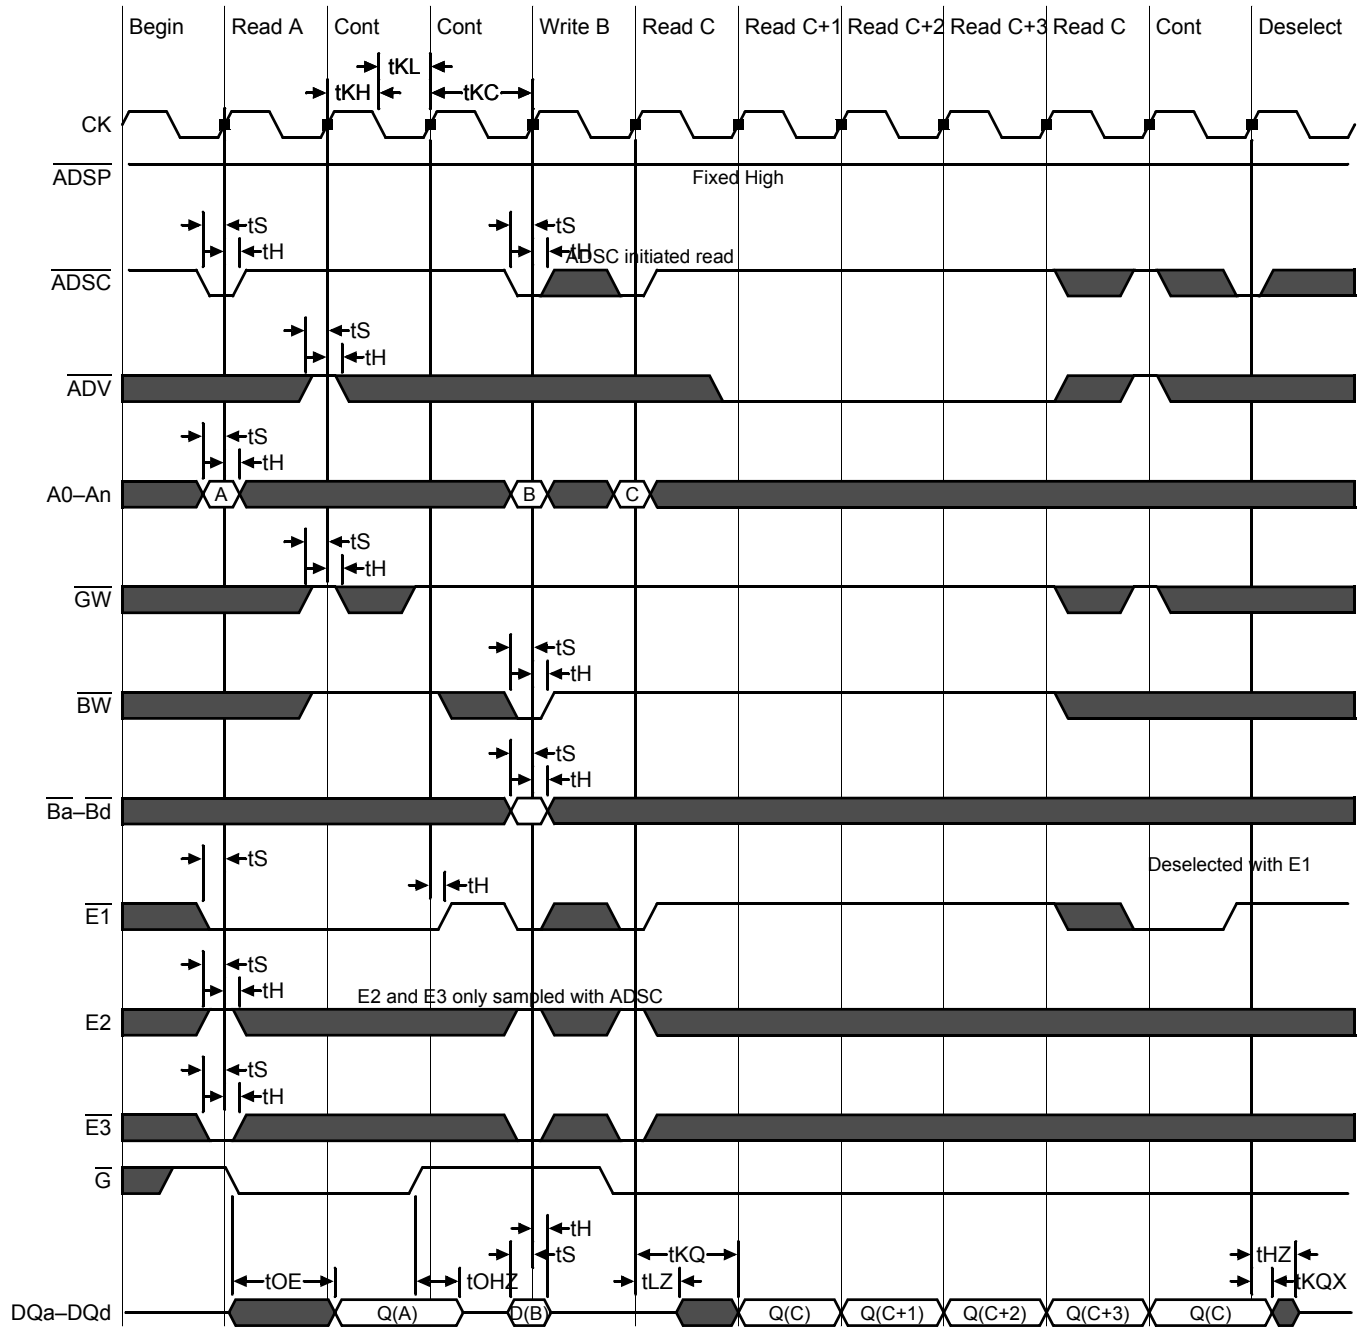 Begin Read A Cont Cont Write B Read C Read C+1 Read C+2 Read C+3 Read C Cont Deselect
tKL
tKH tKC
CK
ADSP Fixed High
tS tS
tH tH
ADSC initiated read
ADSC
tS
tH
ADV
tS
tH
A0–An A B C
tS
tH
GW
tS
tH
BW
tS
tH
Ba–Bd
tS Deselected with E1
tH
E1
tS
tH
E2 and E3 only sampled with ADSC
E2
tS
tH
E3
G
tH
tS tKQ tHZ
tOE tOHZ tLZ tKQX
DQa–DQd Q(A) D(B) Q(C) Q(C+1) Q(C+2) Q(C+3) Q(C)